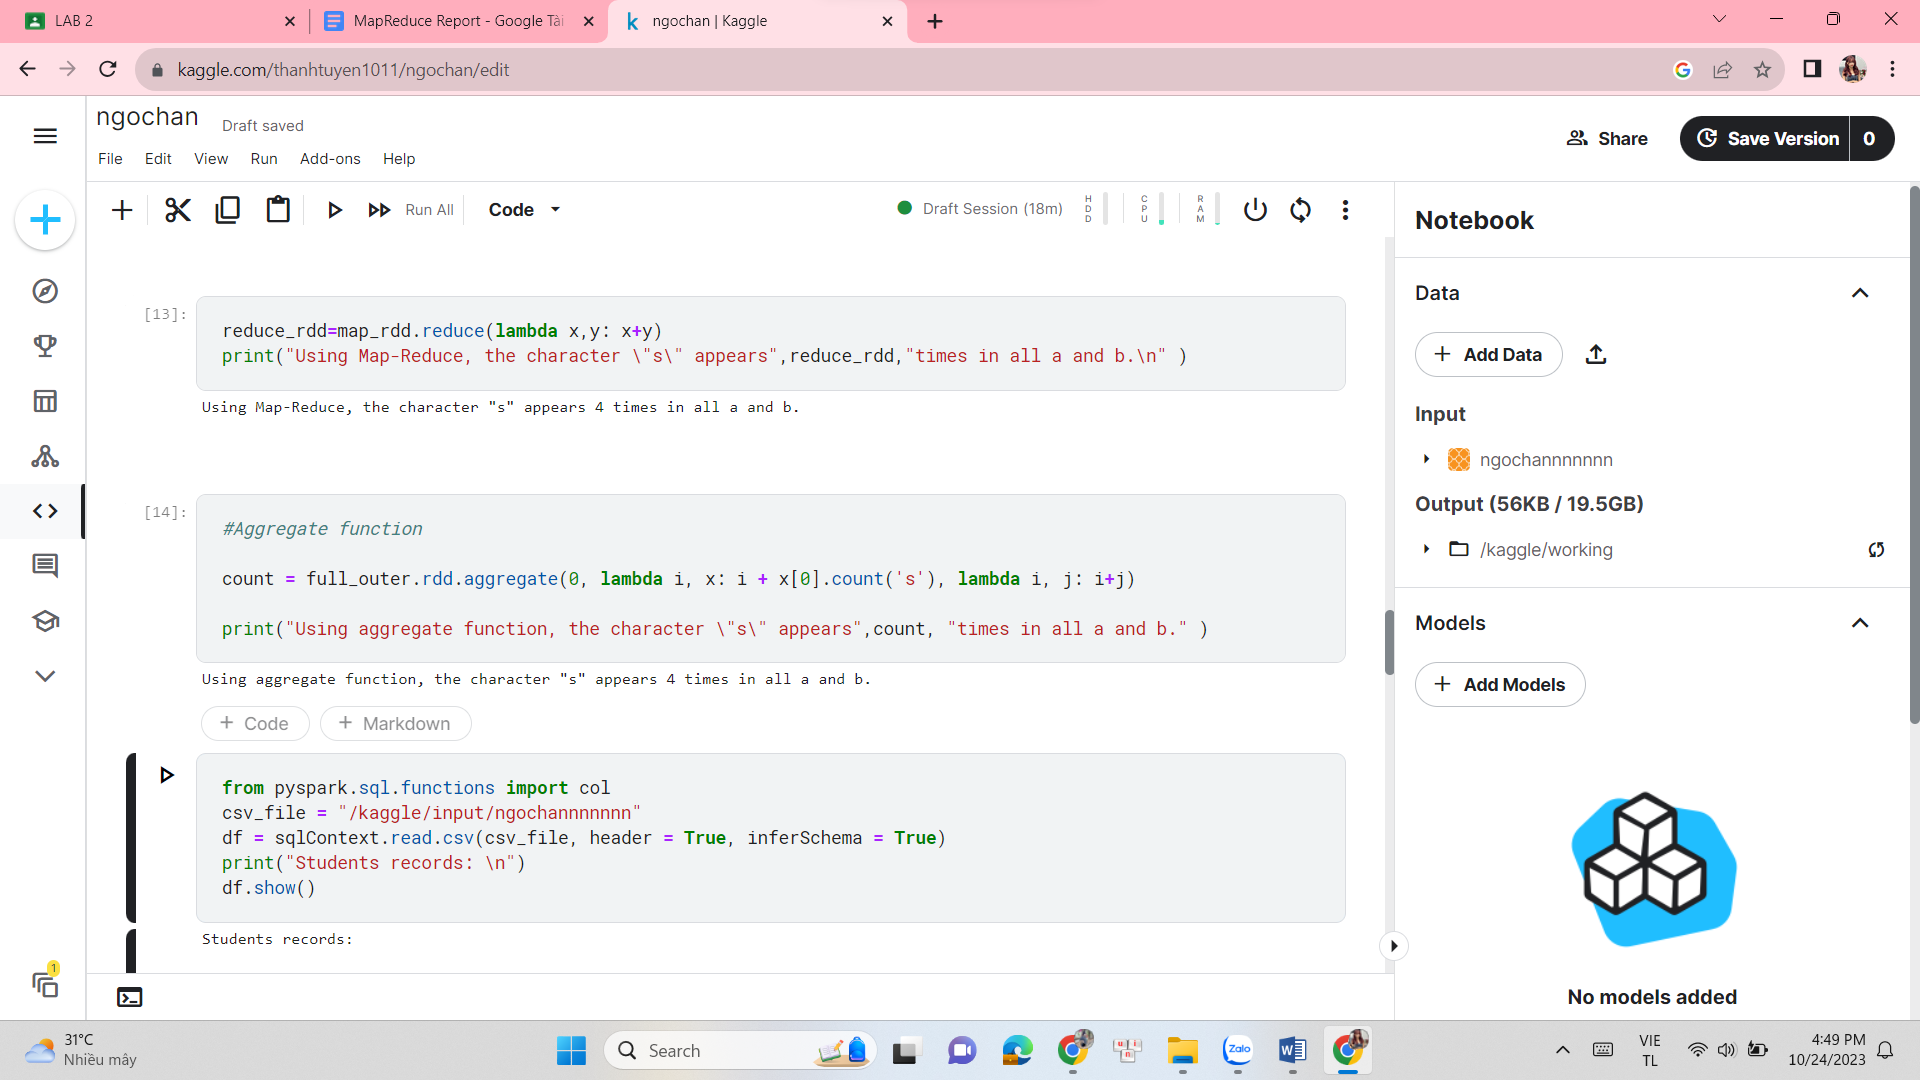 LAB 2
MapReduce Report - Google Tài
ngochan | Kaggle
kaggle.com/thanhtuyen1011/ngochan/edit
ngochan
Draft saved
File Edit View Run Add-ons Help
Share
Save Version 0
Run All
Code
Draft Session (18m)
HDD
CPU
RAM
[13]:
reduce_rdd=map_rdd.reduce(lambda x,y: x+y)
print("Using Map-Reduce, the character \"s\" appears",reduce_rdd,"times in all a and b.\n" )
Using Map-Reduce, the character "s" appears 4 times in all a and b.
[14]:
#Aggregate function
count = full_outer.rdd.aggregate(0, lambda i, x: i + x[0].count('s'), lambda i, j: i+j)
print("Using aggregate function, the character \"s\" appears",count, "times in all a and b." )
Using aggregate function, the character "s" appears 4 times in all a and b.
+ Code
+ Markdown
from pyspark.sql.functions import col
csv_file = "/kaggle/input/ngochannnnnnn"
df = sqlContext.read.csv(csv_file, header = True, inferSchema = True)
print("Students records: \n")
df.show()
Students records:
Notebook
Data
+ Add Data
Input
ngochannnnnnn
Output (56KB / 19.5GB)
/kaggle/working
Models
+ Add Models
No models added
1
31°C
Nhiều mây
Search
Zalo
VIE
TL
4:49 PM
10/24/2023